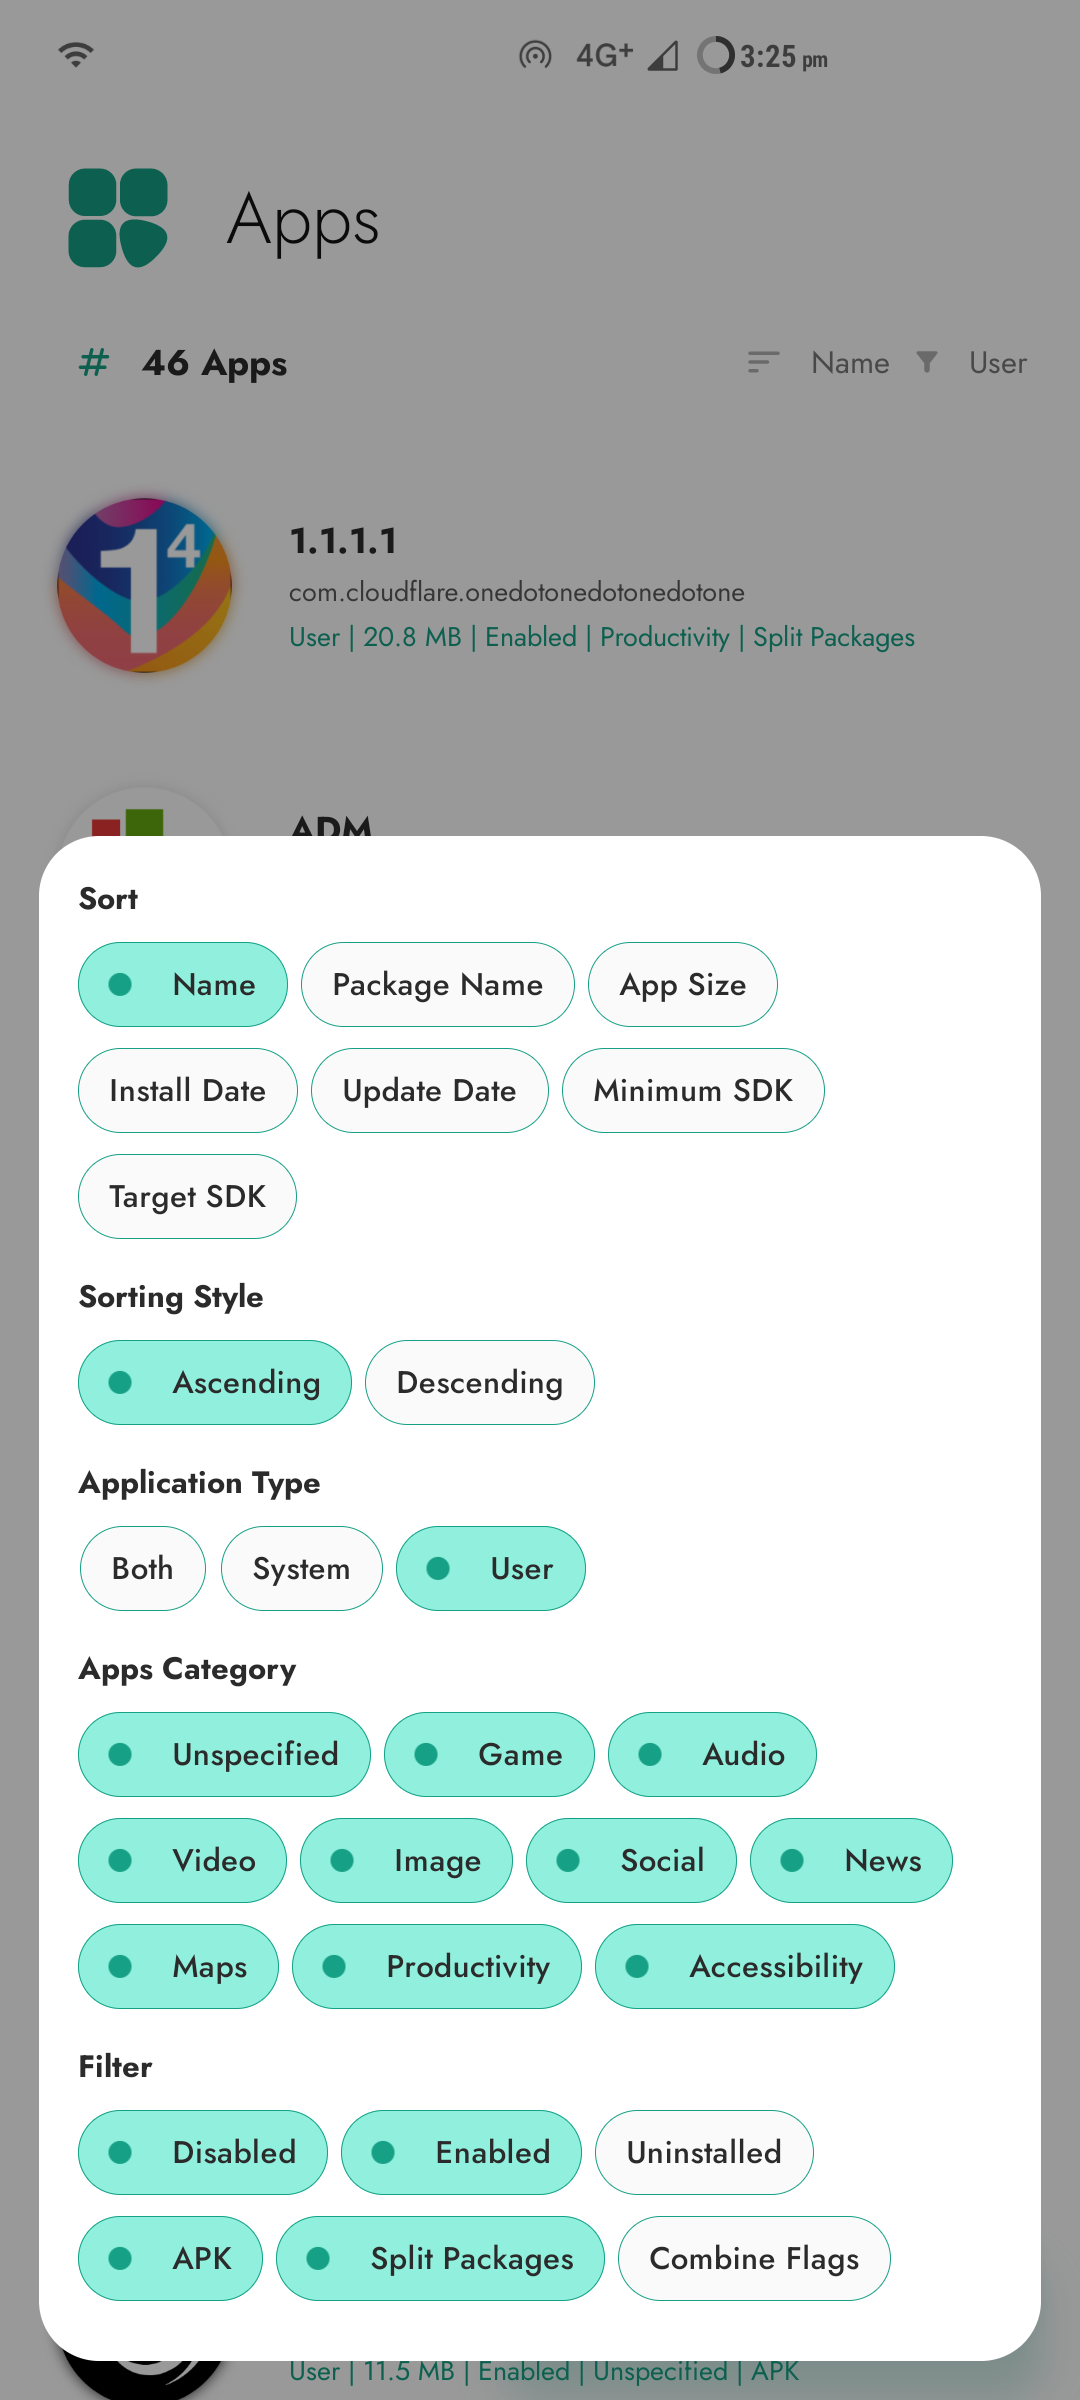 4G+ 3:25 pm
Apps
# 46 Apps Name User
1.1.1.1
com.cloudflare.onedotonedotonedotone
User | 20.8 MB | Enabled | Productivity | Split Packages
1 4
ADM
Sort
Name Package Name App Size
Install Date Update Date Minimum SDK
Target SDK
Sorting Style
Ascending Descending
Application Type
Both System User
Apps Category
Unspecified Game Audio
Video Image Social News
Maps Productivity Accessibility
Filter
Disabled Enabled Uninstalled
APK Split Packages Combine Flags
User | 11.5 MB | Enabled | Unspecified | APK